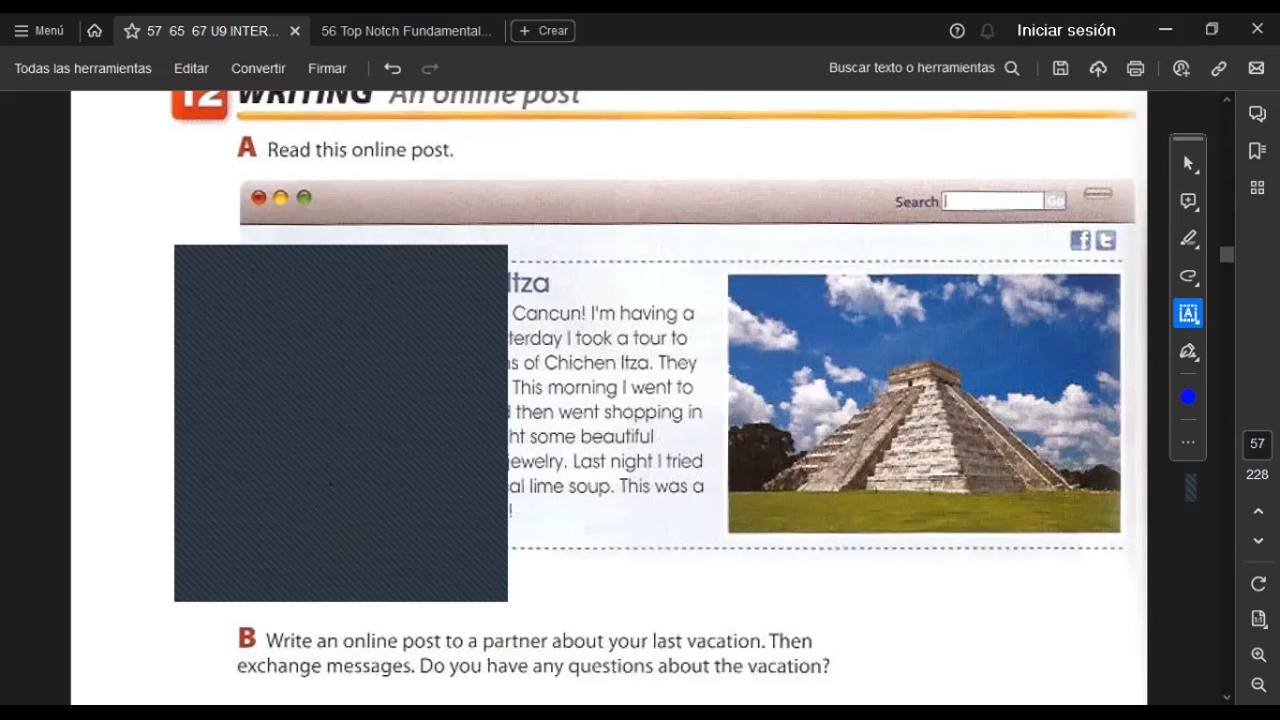 Menú
57 65 67 U9 INTER...
56 Top Notch Fundamental...
Crear
Iniciar sesión
Todas las herramientas
Editar
Convertir
Firmar
Buscar texto o herramientas
12 WRITING An online post
A Read this online post.
Search
Go
Itza
Cancun! I'm having a
terday I took a tour to
s of Chichen Itza. They
This morning I went to
then went shopping in
ht some beautiful
jewelry. Last night I tried
al lime soup. This was a
!
57
228
B Write an online post to a partner about your last vacation. Then
exchange messages. Do you have any questions about the vacation?